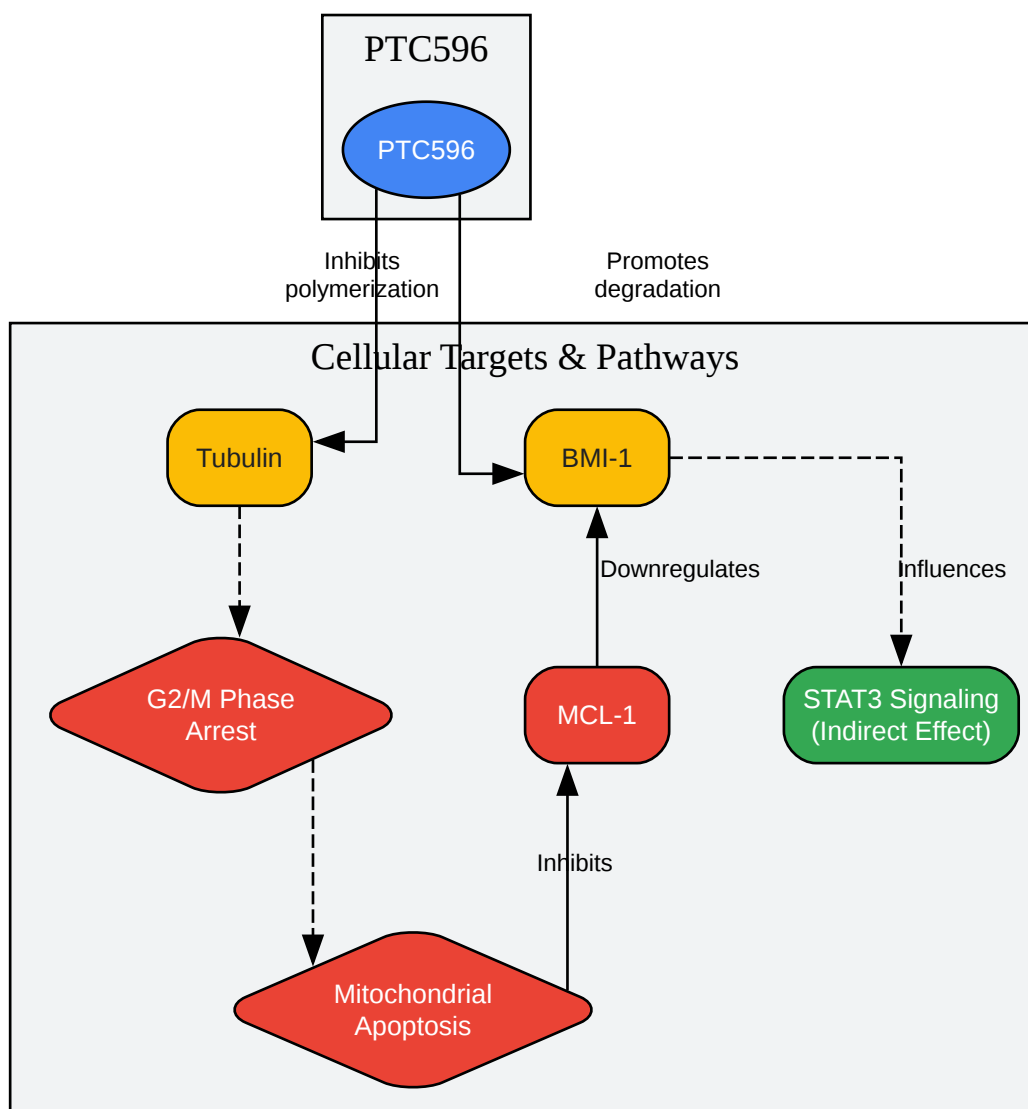 PTC596
PTC596
Inhibits
polymerization
Promotes
degradation
Cellular Targets & Pathways
Tubulin
BMI-1
Downregulates
Influences
G2/M Phase
Arrest
MCL-1
STAT3 Signaling
(Indirect Effect)
Inhibits
Mitochondrial
Apoptosis